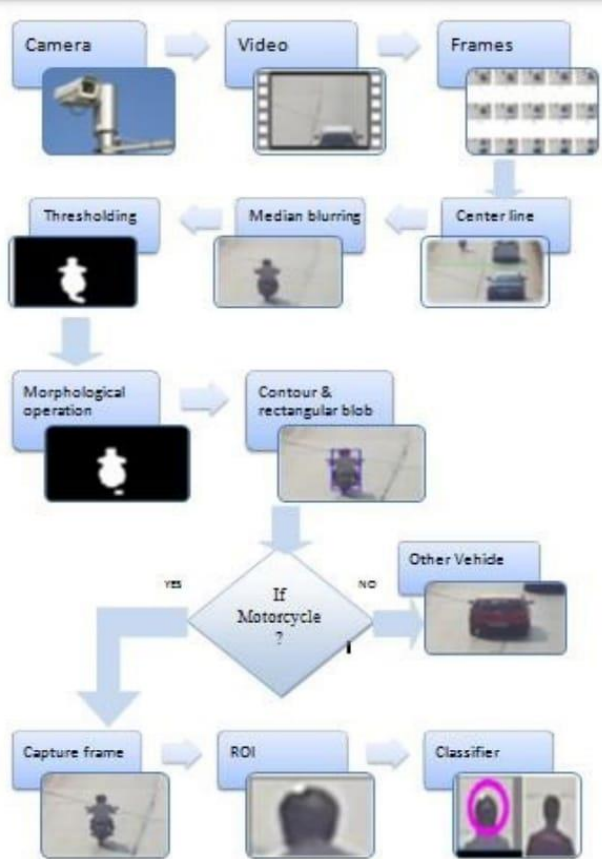 Camera
Video
Frames
Thresholding
Median blurring
Center line
Morphological
operation
Contour &
rectangular blob
Other Vehicle
YES
NO
If
Motorcycle
?
Capture frame
ROI
Classifier